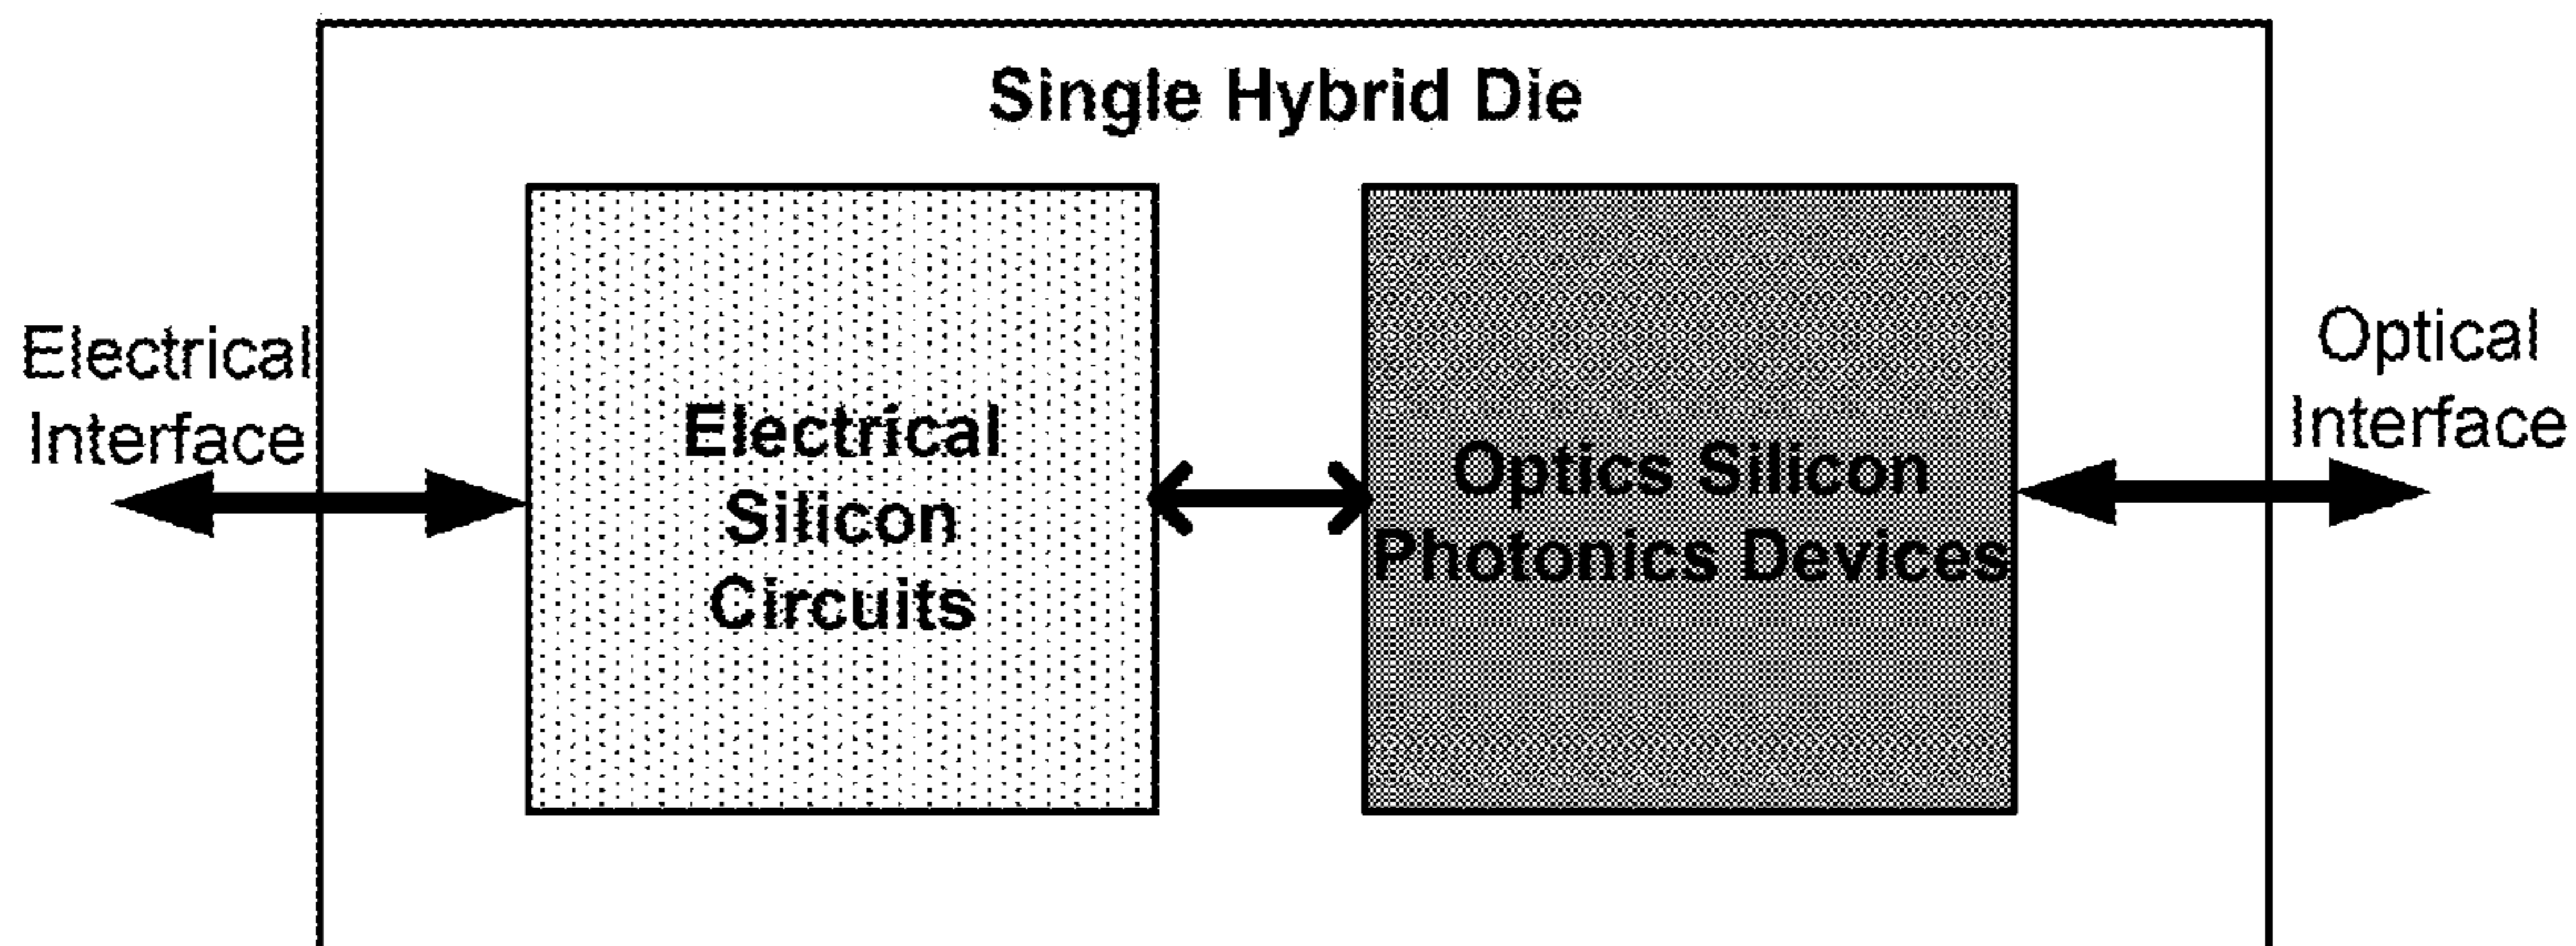 Single Hybrid Die
Electrical
Interface
Electrical
Silicon
Circuits
Optics Silicon
Photonics Devices
Optical
Interface